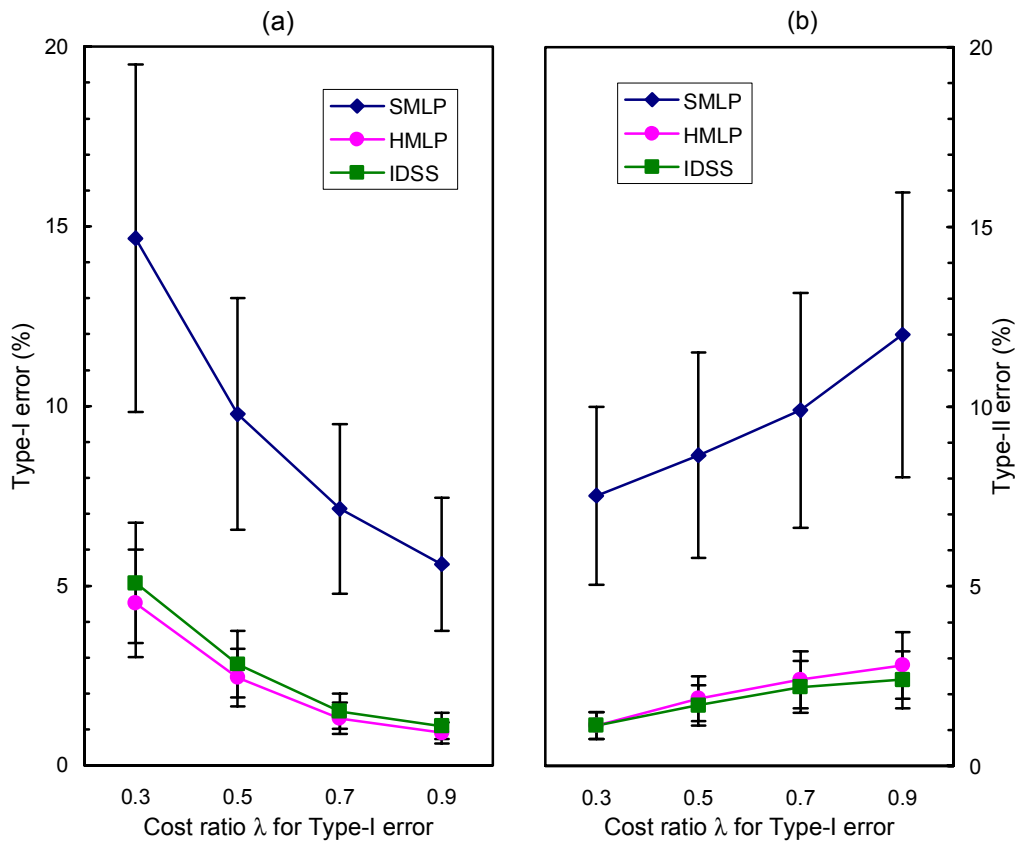 (a)
20
15
10
5
0
Type-I error (%)
SMLP
HMLP
IDSS
0.3 0.5 0.7 0.9
Cost ratio λ for Type-I error
(b)
SMLP
HMLP
IDSS
20
15
10
5
0
Type-II error (%)
0.3 0.5 0.7 0.9
Cost ratio λ for Type-I error